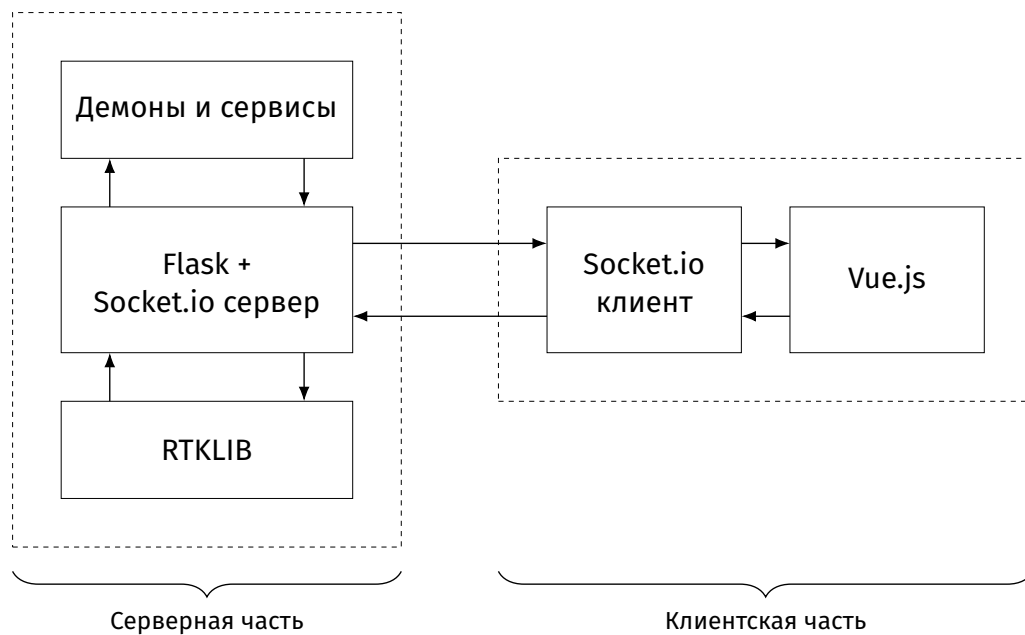 Демоны и сервисы
Flask +
Socket.io сервер
RTKLIB
Socket.io
клиент
Vue.js
Серверная часть
Клиентская часть